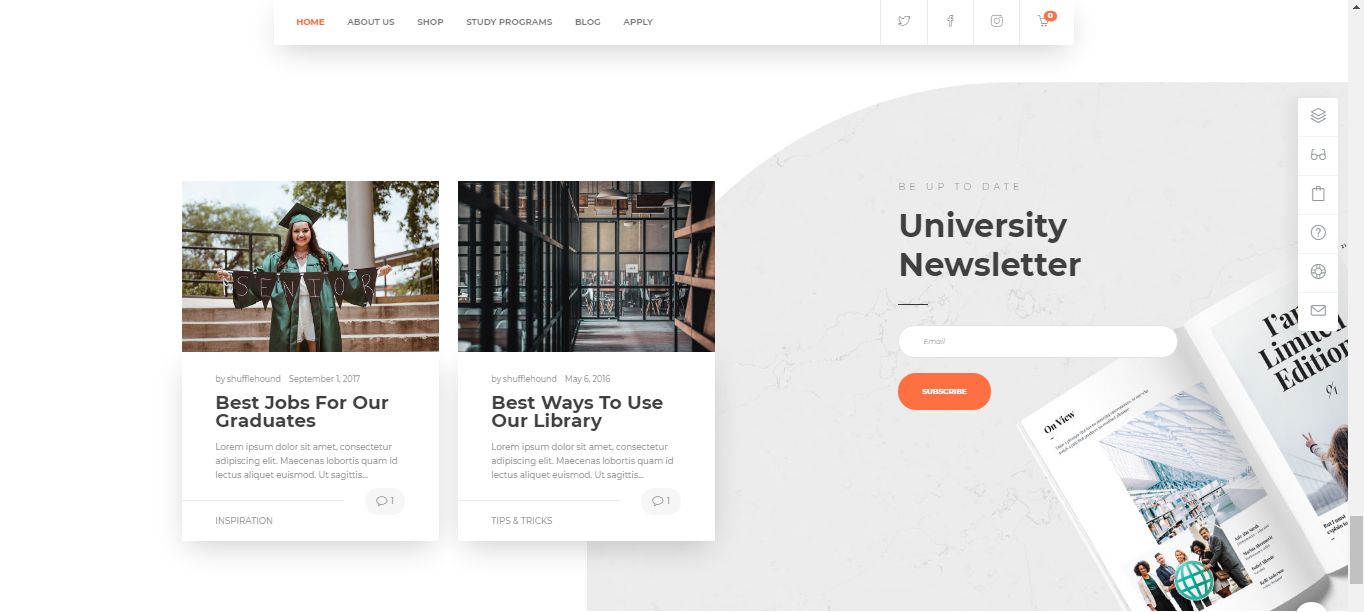 HOME
ABOUT US
SHOP
STUDY PROGRAMS
BLOG
APPLY
0
SENIOR
by shufflehound September 1, 2017
Best Jobs For Our
Graduates
Lorem ipsum dolor sit amet, consectetur
adipiscing elit. Maecenas lobortis quam id
lectus aliquet euismod. Ut sagittis...
1
INSPIRATION
by shufflehound May 6, 2016
Best Ways To Use
Our Library
Lorem ipsum dolor sit amet, consectetur
adipiscing elit. Maecenas lobortis quam id
lectus aliquet euismod. Ut sagittis...
1
TIPS & TRICKS
BE UP TO DATE
University
Newsletter
Email
SUBSCRIBE
On View
I'am
Limited
Edition